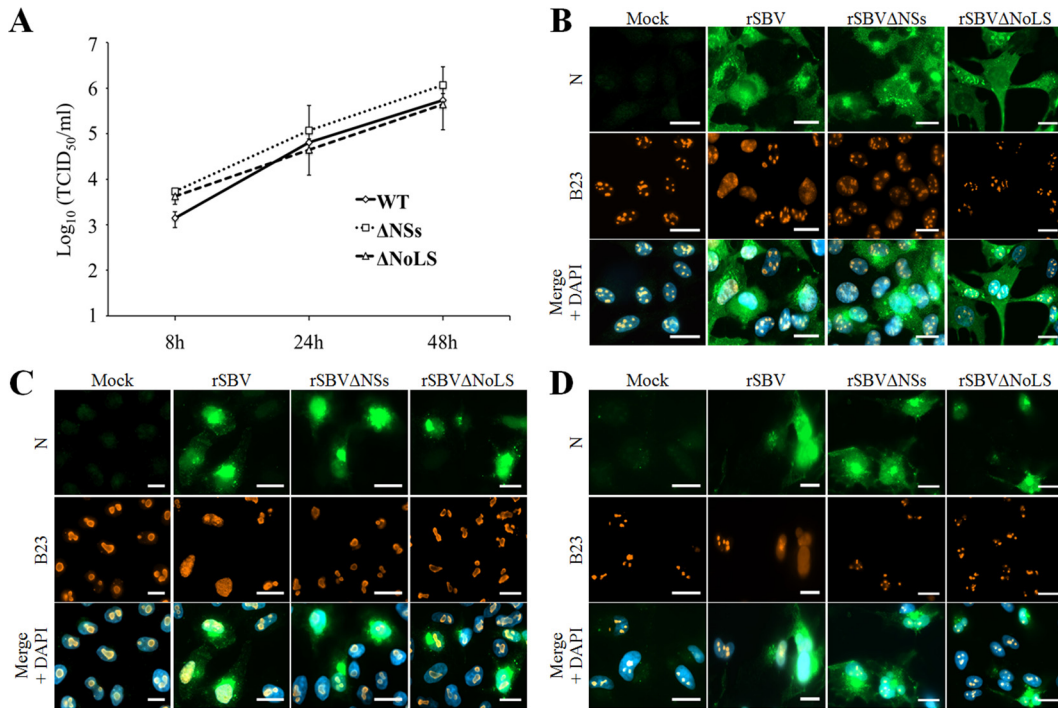 A
7
6
5
4
3
2
1
Log₁₀ (TCID₅₀/ml)
8h 24h 48h
WT
ΔNSs
ΔNoLS
B
Mock rSBV rSBVΔNSs rSBVΔNoLS
N
B23
Merge
+ DAPI
C
Mock rSBV rSBVΔNSs rSBVΔNoLS
N
B23
Merge
+ DAPI
D
Mock rSBV rSBVΔNSs rSBVΔNoLS
N
B23
Merge
+ DAPI